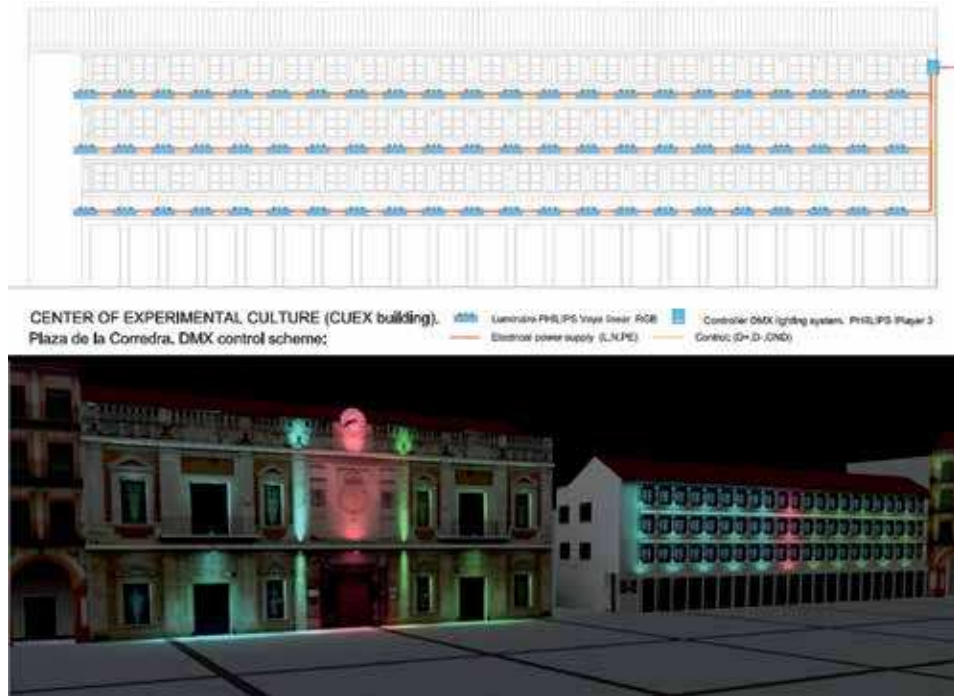 CENTER OF EXPERIMENTAL CULTURE (CUEX building).
Plaza de la Corredra. DMX control scheme:
Luminaire PHILIPS Vaya linear RGB
Controller DMX lighting system. PHILIPS iPlayer 3
Electrical power supply (L,N,PE)
Control: (D+,D-,GND)